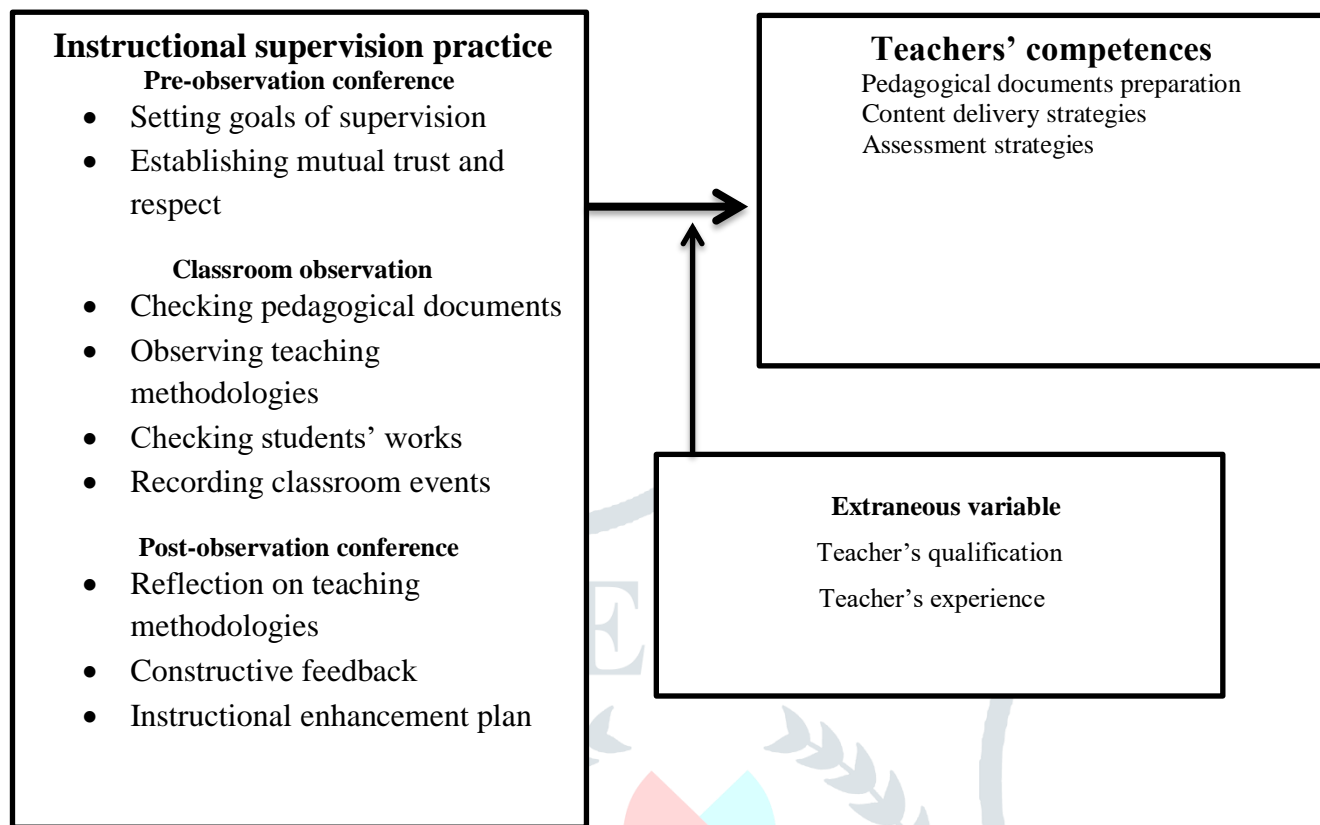 Instructional supervision practice
Pre-observation conference
• Setting goals of supervision
• Establishing mutual trust and
respect
Classroom observation
• Checking pedagogical documents
• Observing teaching
methodologies
• Checking students’ works
• Recording classroom events
Post-observation conference
• Reflection on teaching
methodologies
• Constructive feedback
• Instructional enhancement plan
Teachers’ competences
Pedagogical documents preparation
Content delivery strategies
Assessment strategies
Extraneous variable
Teacher’s qualification
Teacher’s experience
E